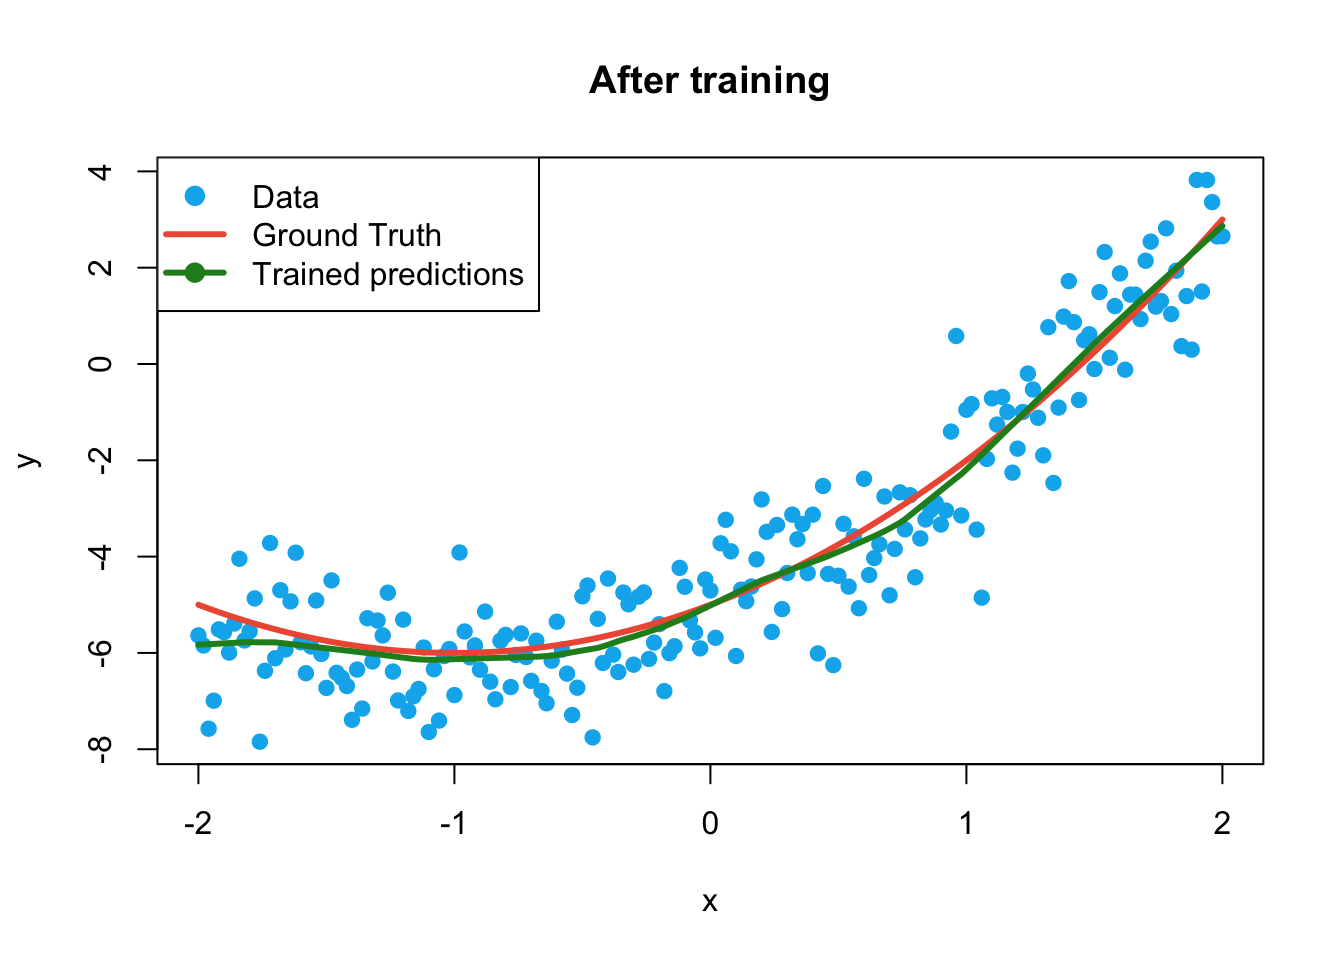 After training
Data
Ground Truth
Trained predictions
4
2
0
-2
-4
-6
-8
y
-2 -1 0 1 2
x